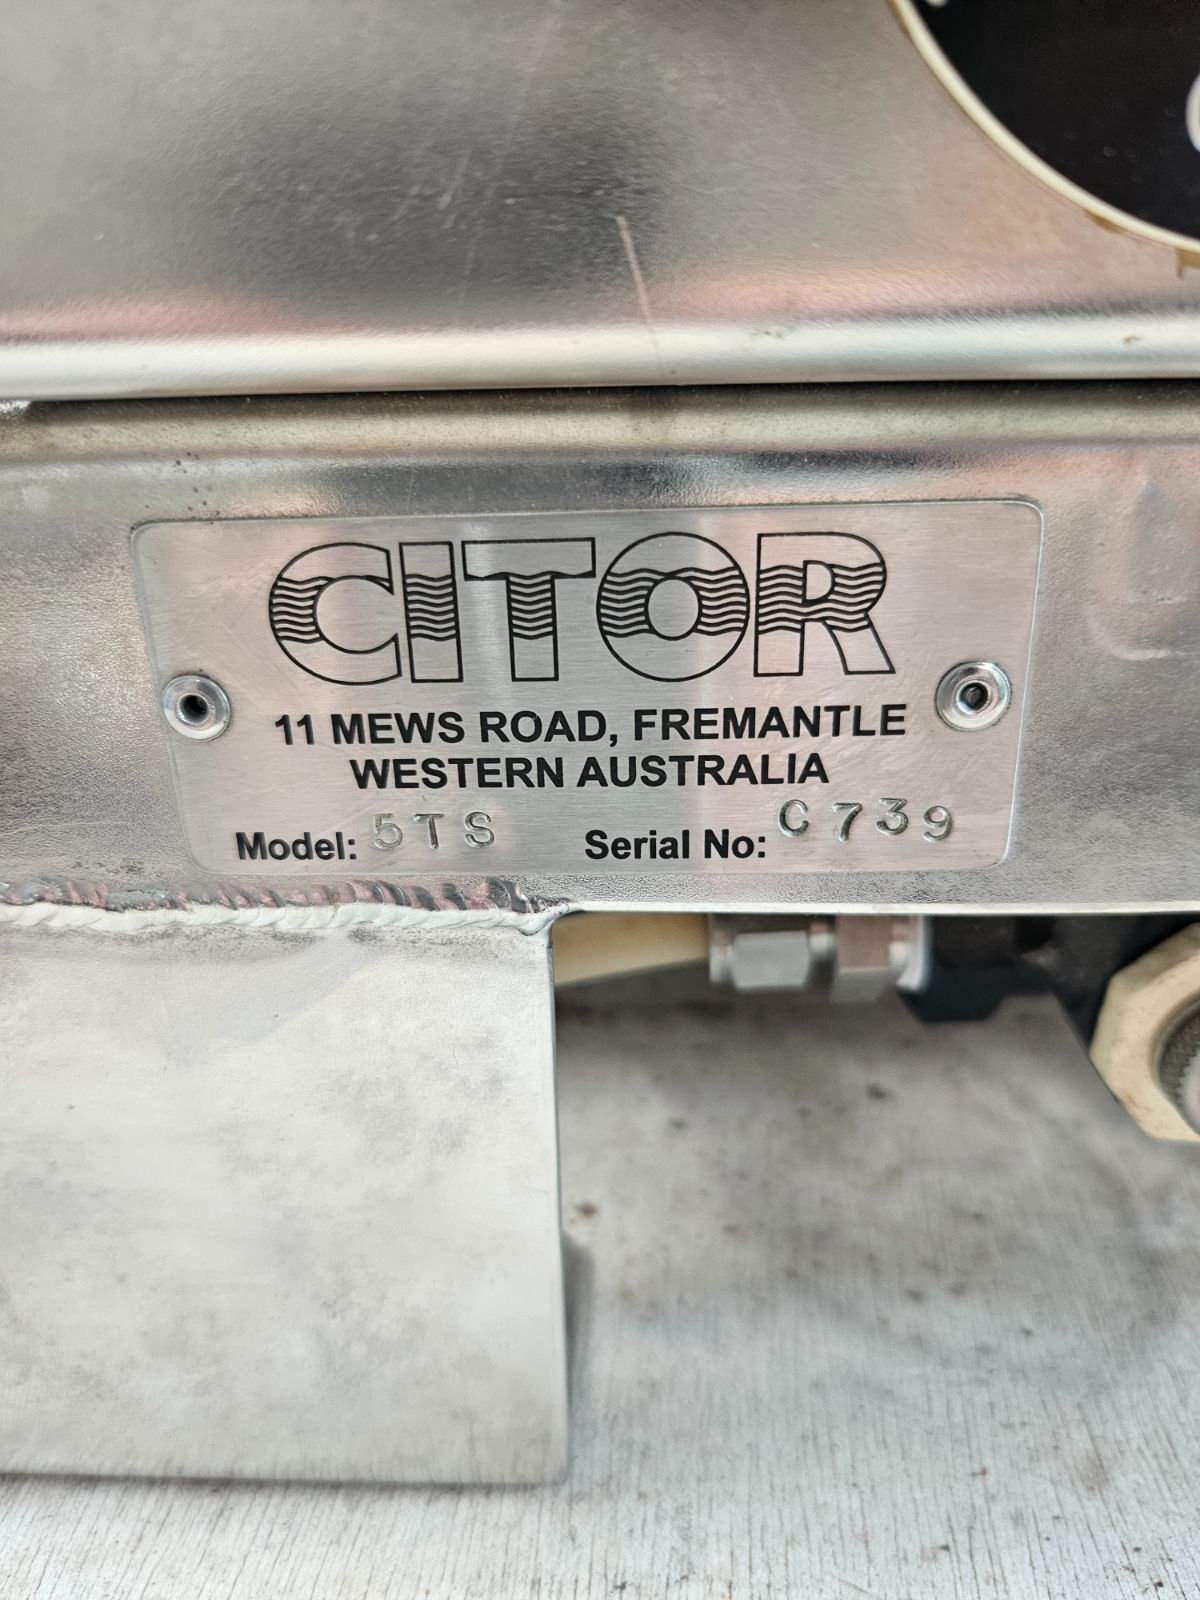 CITOR
11 MEWS ROAD, FREMANTLE
WESTERN AUSTRALIA
Model: 5TS Serial No: C739